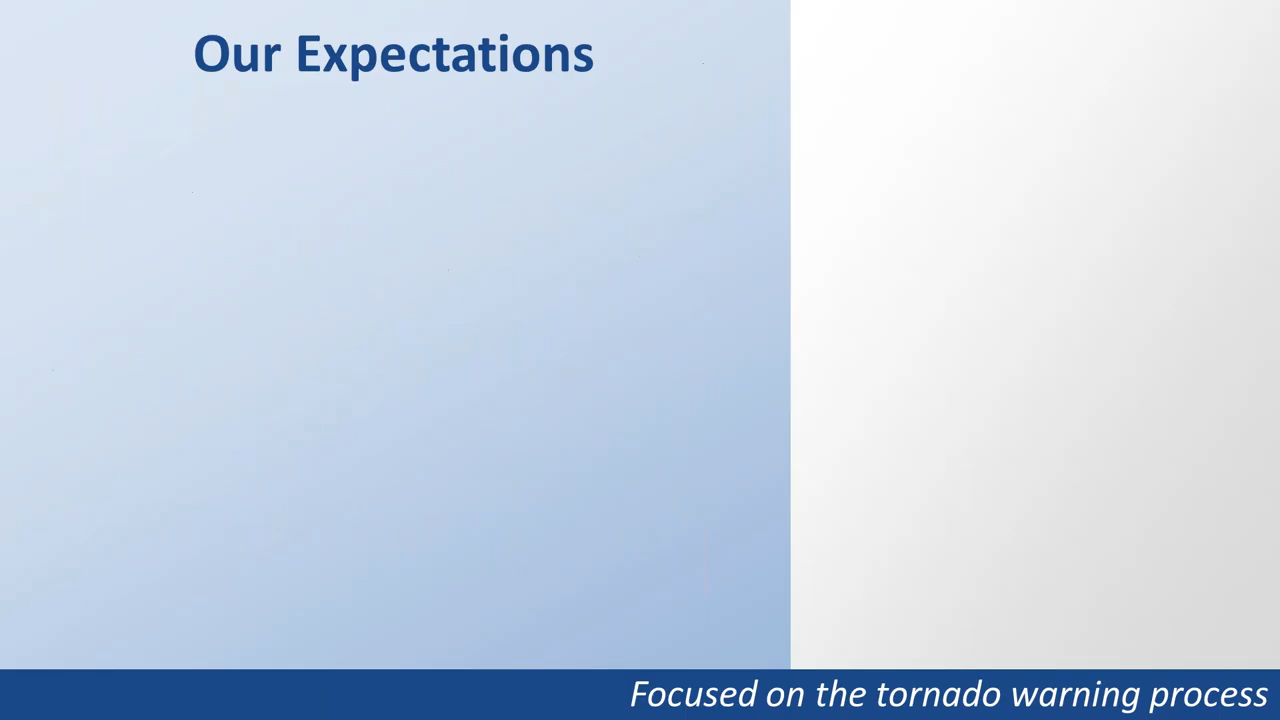 Our Expectations
Focused on the tornado warning process